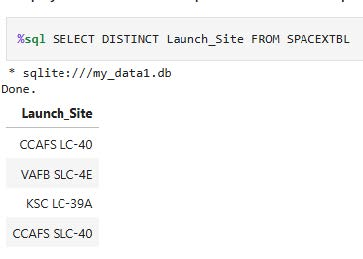 %sql SELECT DISTINCT Launch_Site FROM SPACEXTBL
* sqlite:///my_data1.db
Done.
Launch_Site
CCAFS LC-40
VAFB SLC-4E
KSC LC-39A
CCAFS SLC-40